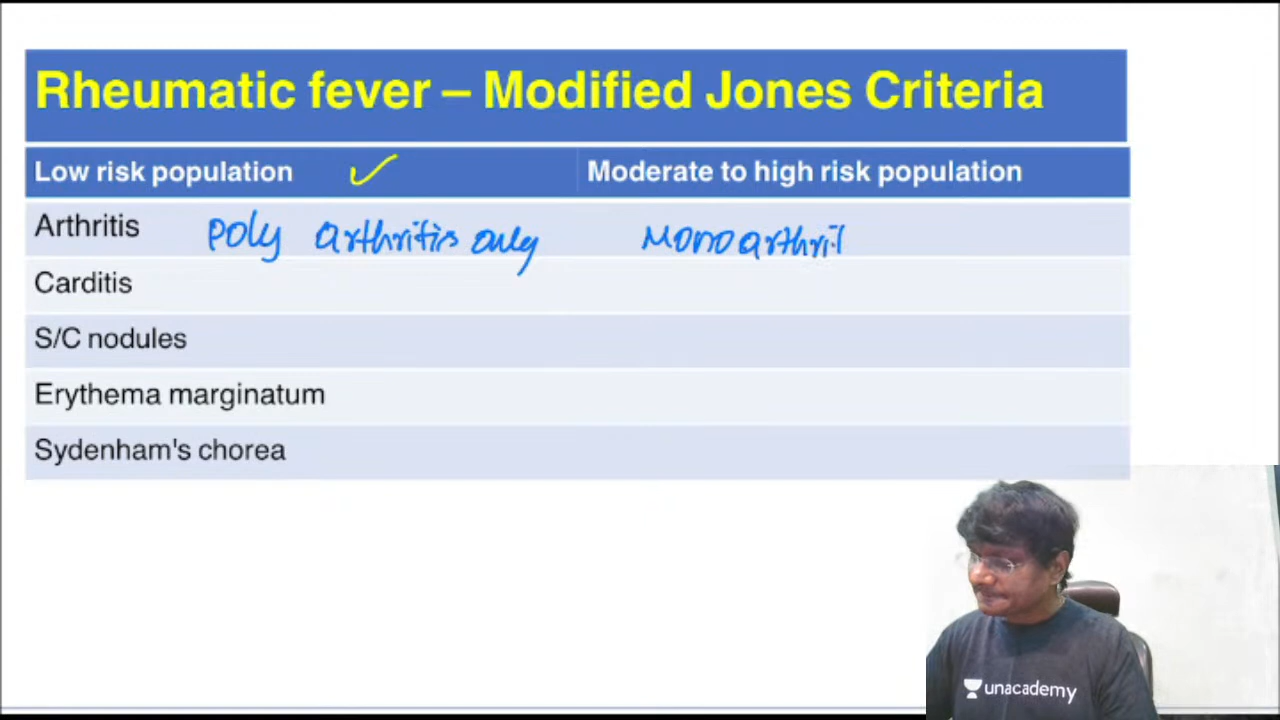 Rheumatic fever – Modified Jones Criteria
Low risk population ✓ Moderate to high risk population
Arthritis Poly arthritis only Monoarthrit
Carditis
S/C nodules
Erythema marginatum
Sydenham's chorea
unacademy